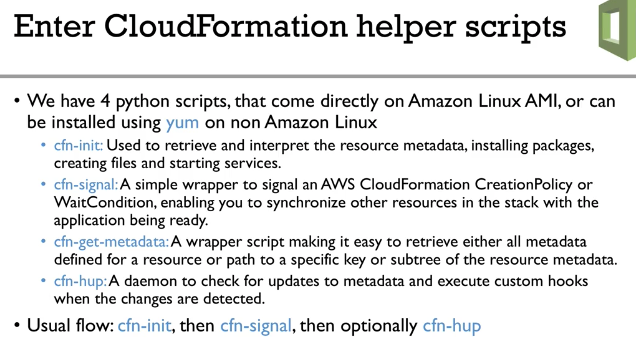 Enter CloudFormation helper scripts
• We have 4 python scripts, that come directly on Amazon Linux AMI, or can
be installed using yum on non Amazon Linux
• cfn-init: Used to retrieve and interpret the resource metadata, installing packages,
creating files and starting services.
• cfn-signal: A simple wrapper to signal an AWS CloudFormation CreationPolicy or
WaitCondition, enabling you to synchronize other resources in the stack with the
application being ready.
• cfn-get-metadata: A wrapper script making it easy to retrieve either all metadata
defined for a resource or path to a specific key or subtree of the resource metadata.
• cfn-hup: A daemon to check for updates to metadata and execute custom hooks
when the changes are detected.
• Usual flow: cfn-init, then cfn-signal, then optionally cfn-hup